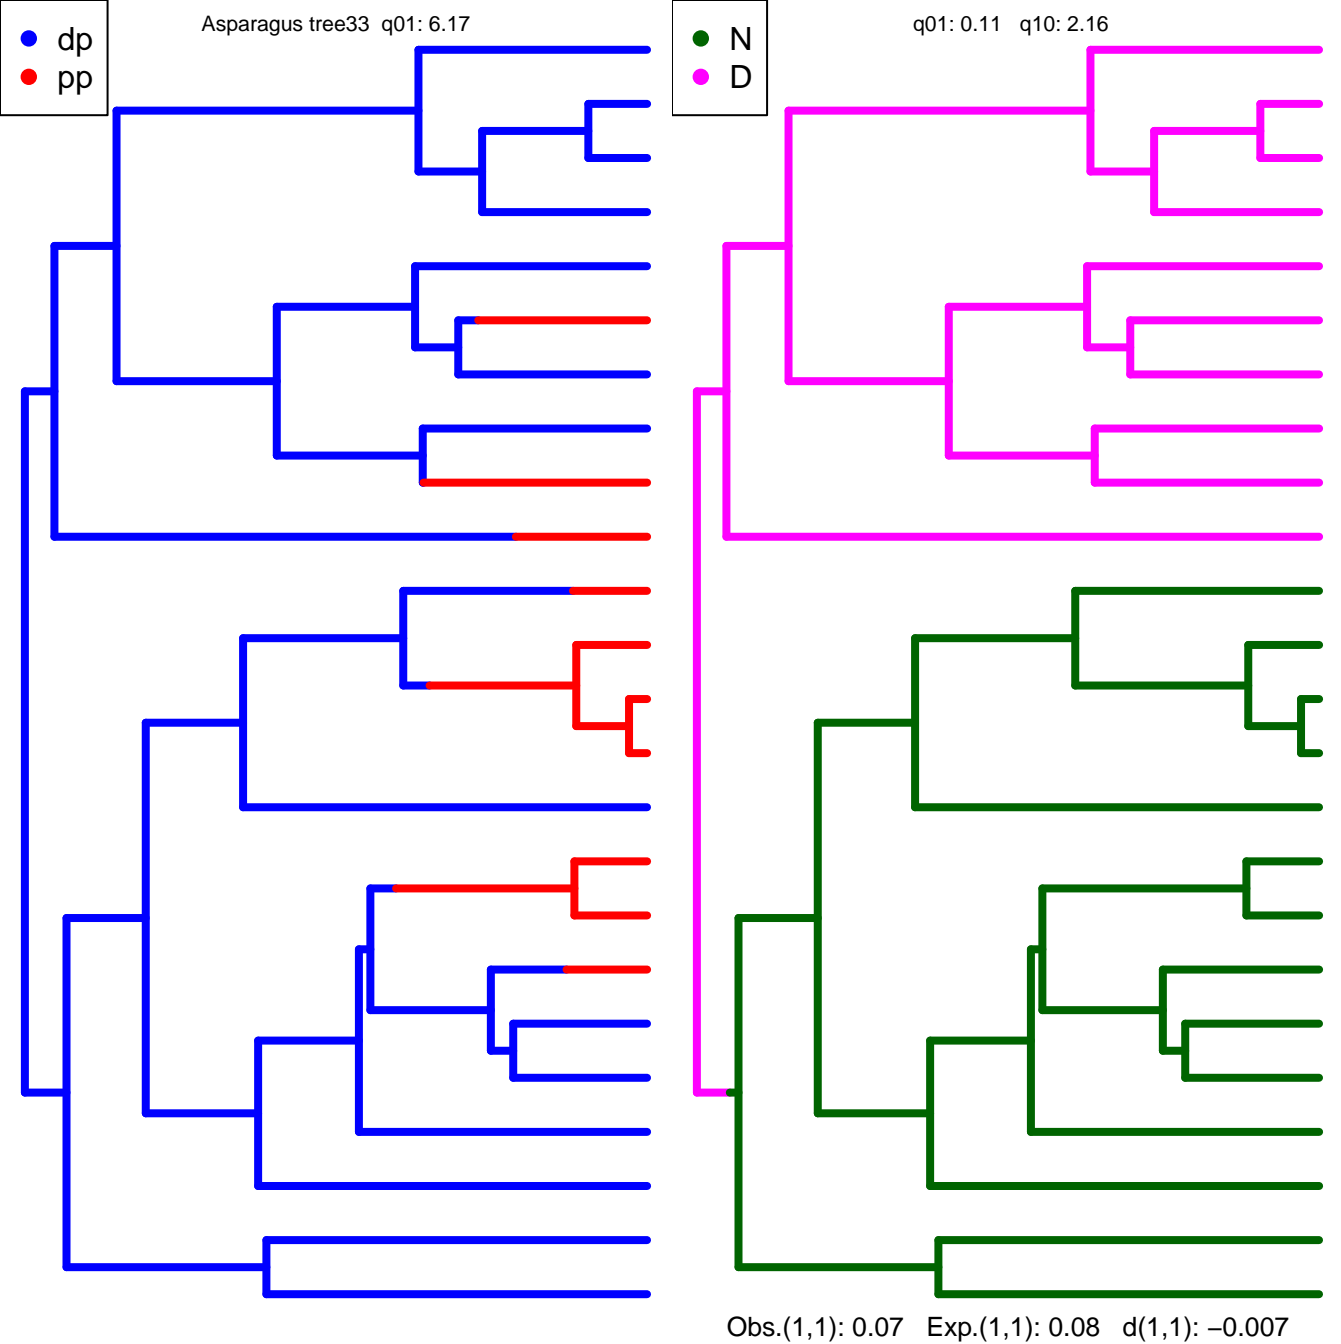 dp
pp
Asparagus tree33 q01: 6.17
N
D
q01: 0.11 q10: 2.16
Obs.(1,1): 0.07 Exp.(1,1): 0.08 d(1,1): −0.007